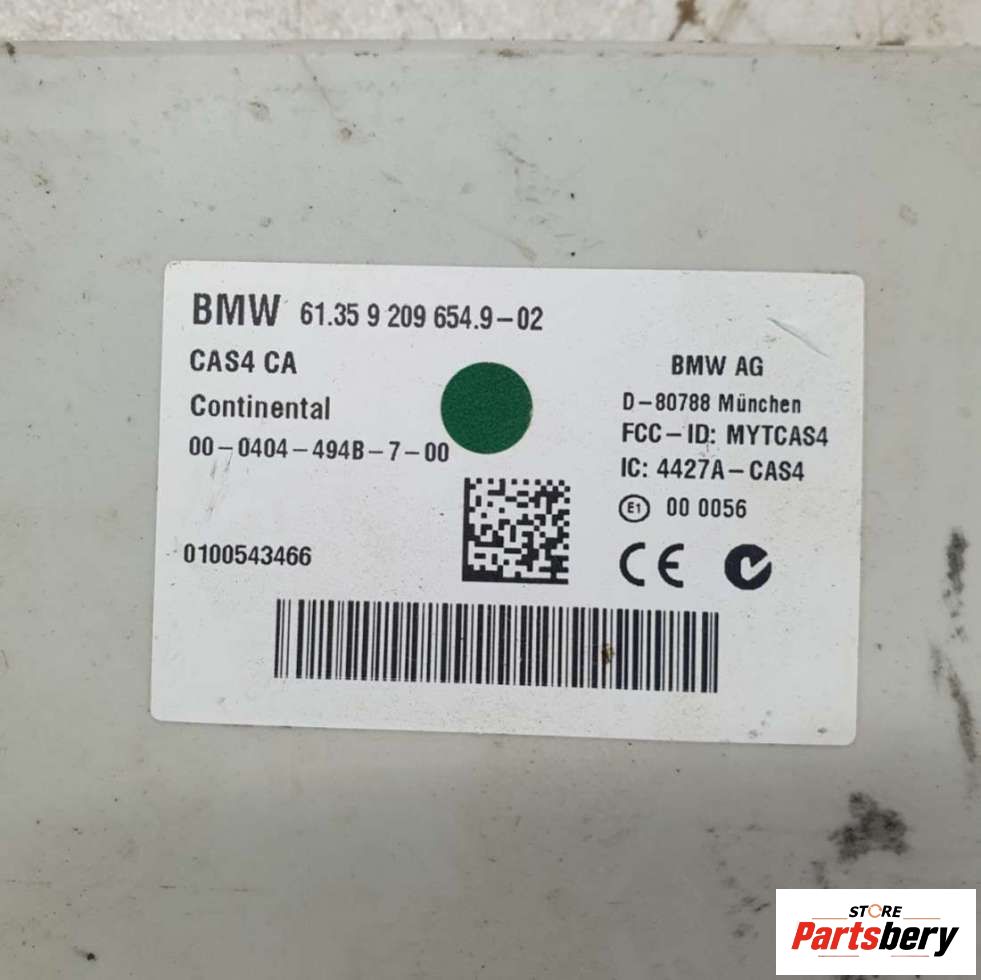 BMW 61.35 9 209 654.9-02
CAS4 CA
Continental
00-0404-494B-7-00
0100543466
BMW AG
D-80788 München
FCC-ID: MYTCAS4
IC: 4427A-CAS4
E1 00 0056
CE
STORE
Partsbery